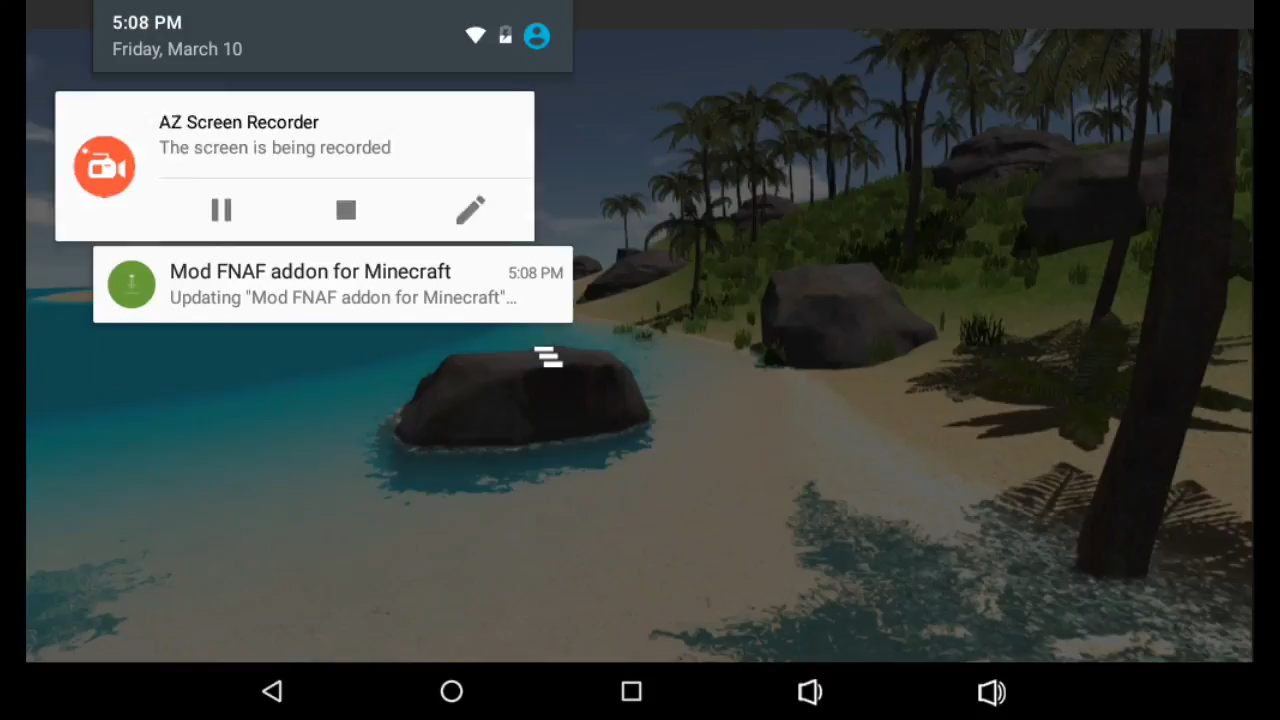 5:08 PM
Friday, March 10
AZ Screen Recorder
The screen is being recorded
Mod FNAF addon for Minecraft 5:08 PM
Updating "Mod FNAF addon for Minecraft"...